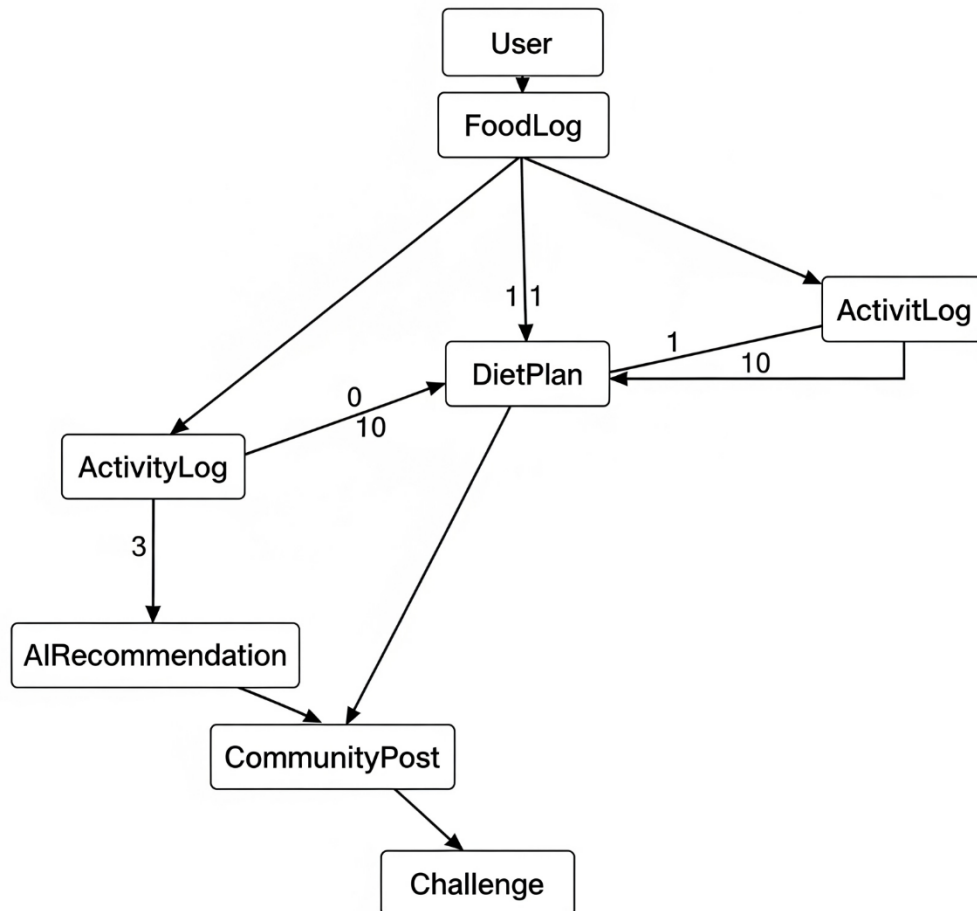 User
FoodLog
1 1
ActivitLog
1
DietPlan
10
0
10
ActivityLog
3
AIRecommendation
CommunityPost
Challenge